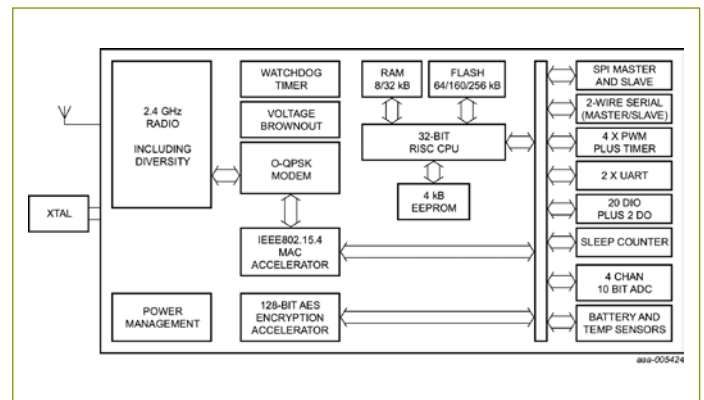 2.4 GHz
RADIO
INCLUDING
DIVERSITY
XTAL
POWER
MANAGEMENT
WATCHDOG
TIMER
VOLTAGE
BROWNOUT
O-QPSK
MODEM
IEEE802.15.4
MAC
ACCELERATOR
128-BIT AES
ENCRYPTION
ACCELERATOR
RAM
8/32 kB
FLASH
64/160/256 kB
32-BIT
RISC CPU
4 kB
EEPROM
SPI MASTER
AND SLAVE
2-WIRE SERIAL
(MASTER/SLAVE)
4 X PWM
PLUS TIMER
2 X UART
20 DIO
PLUS 2 DO
SLEEP COUNTER
4 CHAN
10 BIT ADC
BATTERY AND
TEMP SENSORS
aaa-005424